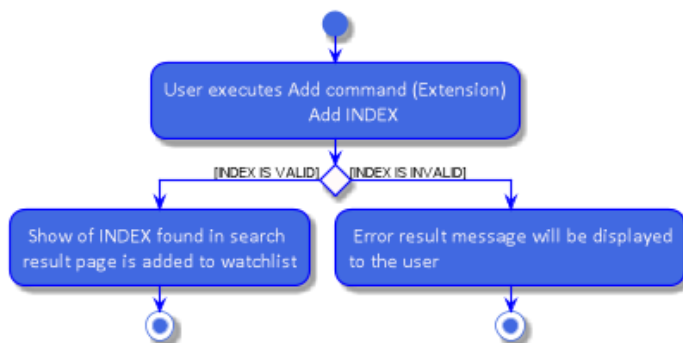 User executes Add command (Extension)
Add INDEX
[INDEX IS VALID]
[INDEX IS INVALID]
Show of INDEX found in search
result page is added to watchlist
Error result message will be displayed
to the user